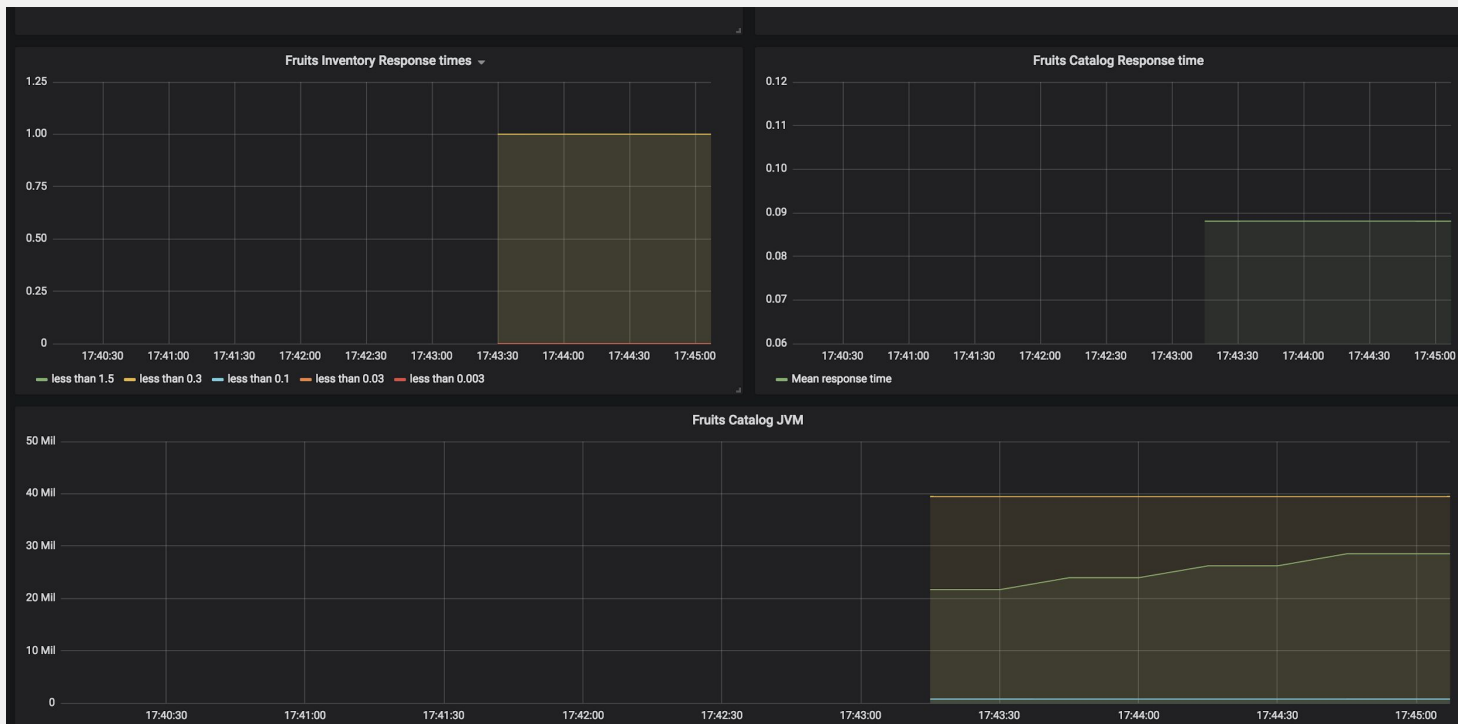 Fruits Inventory Response times
1.25
1.00
0.75
0.50
0.25
0
17:40:30 17:41:00 17:41:30 17:42:00 17:42:30 17:43:00 17:43:30 17:44:00 17:44:30 17:45:00
less than 1.5 less than 0.3 less than 0.1 less than 0.03 less than 0.003
Fruits Catalog Response time
0.12
0.11
0.10
0.09
0.08
0.07
0.06
17:40:30 17:41:00 17:41:30 17:42:00 17:42:30 17:43:00 17:43:30 17:44:00 17:44:30 17:45:00
Mean response time
Fruits Catalog JVM
50 Mil
40 Mil
30 Mil
20 Mil
10 Mil
0
17:40:30 17:41:00 17:41:30 17:42:00 17:42:30 17:43:00 17:43:30 17:44:00 17:44:30 17:45:00